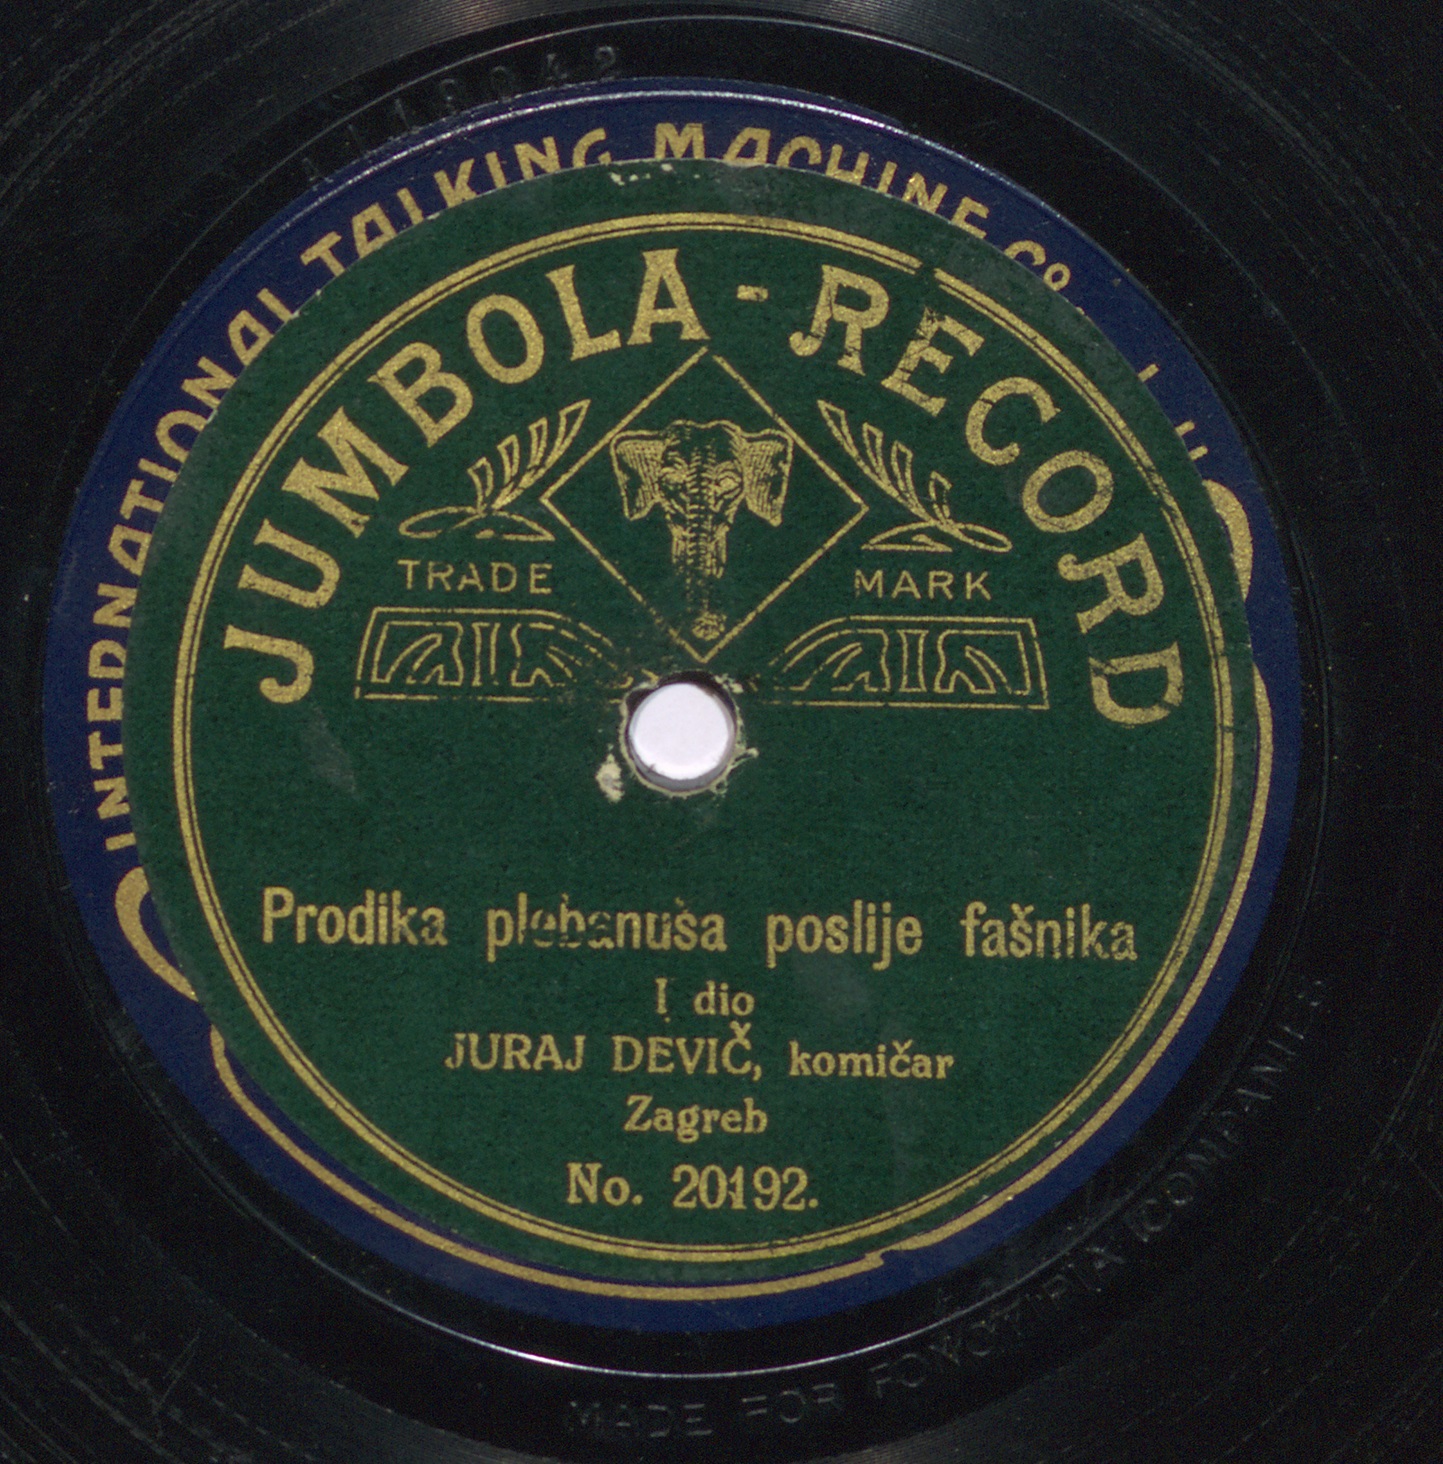 INTERNATIONAL TALKING MACHINE Co.
JUMBOLA-RECORD
TRADE MARK
Prodika plebanuša poslije fašnika
I dio
JURAJ DEVIČ, komičar
Zagreb
No. 20192.
MADE FOR FONOTIPIA COMPANIES